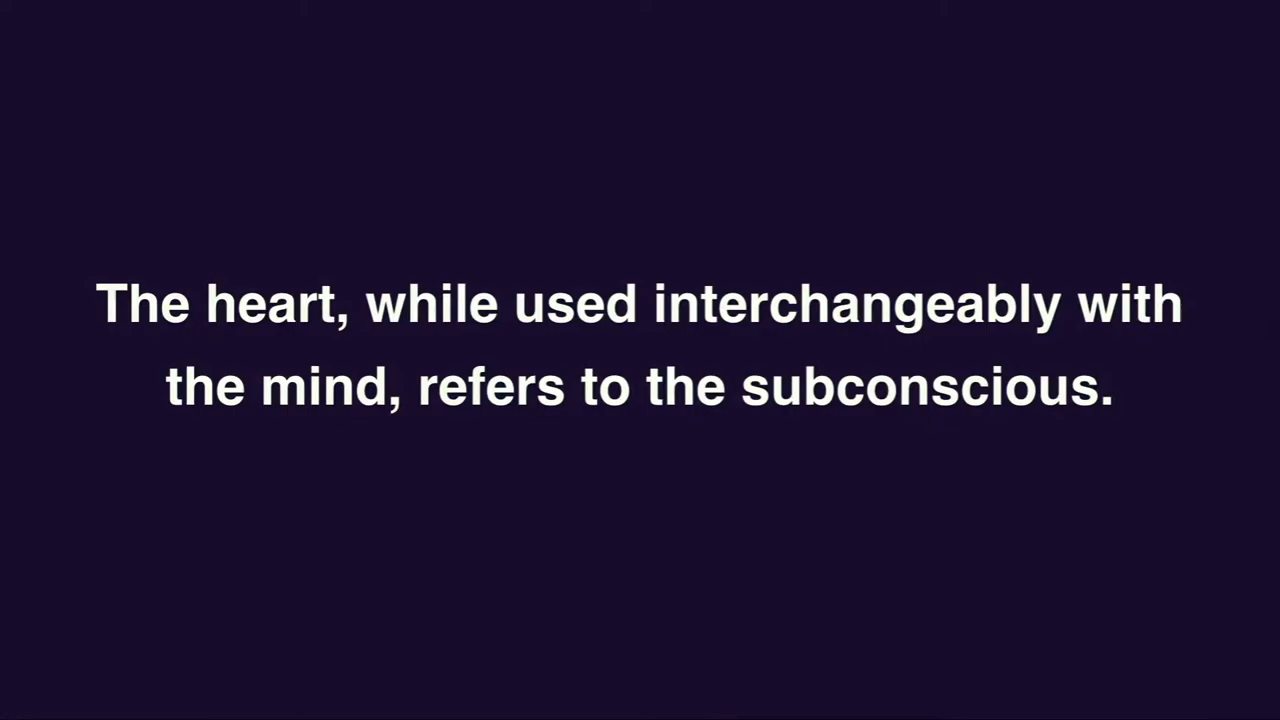 The heart, while used interchangeably with
the mind, refers to the subconscious.